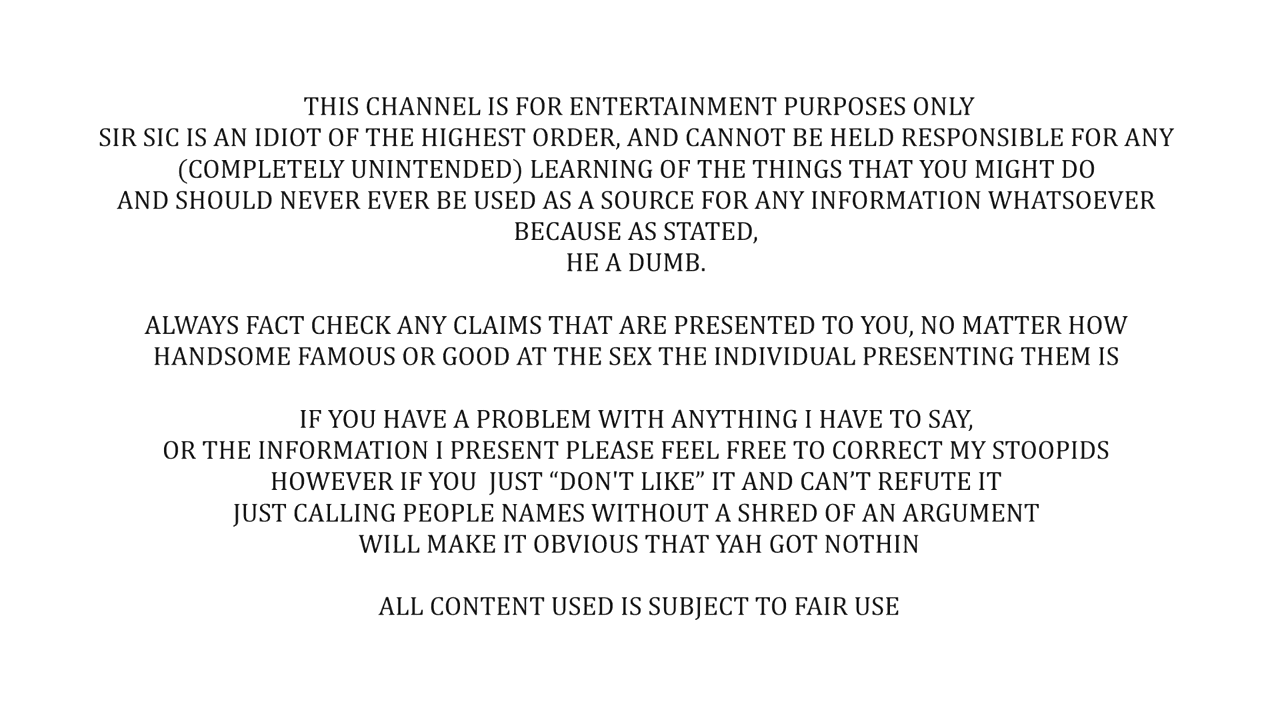 THIS CHANNEL IS FOR ENTERTAINMENT PURPOSES ONLY
SIR SIC IS AN IDIOT OF THE HIGHEST ORDER, AND CANNOT BE HELD RESPONSIBLE FOR ANY
(COMPLETELY UNINTENDED) LEARNING OF THE THINGS THAT YOU MIGHT DO
AND SHOULD NEVER EVER BE USED AS A SOURCE FOR ANY INFORMATION WHATSOEVER
BECAUSE AS STATED,
HE A DUMB.
ALWAYS FACT CHECK ANY CLAIMS THAT ARE PRESENTED TO YOU, NO MATTER HOW
HANDSOME FAMOUS OR GOOD AT THE SEX THE INDIVIDUAL PRESENTING THEM IS
IF YOU HAVE A PROBLEM WITH ANYTHING I HAVE TO SAY,
OR THE INFORMATION I PRESENT PLEASE FEEL FREE TO CORRECT MY STOOPIDS
HOWEVER IF YOU  JUST “DON'T LIKE” IT AND CAN’T REFUTE IT
JUST CALLING PEOPLE NAMES WITHOUT A SHRED OF AN ARGUMENT
WILL MAKE IT OBVIOUS THAT YAH GOT NOTHIN
ALL CONTENT USED IS SUBJECT TO FAIR USE